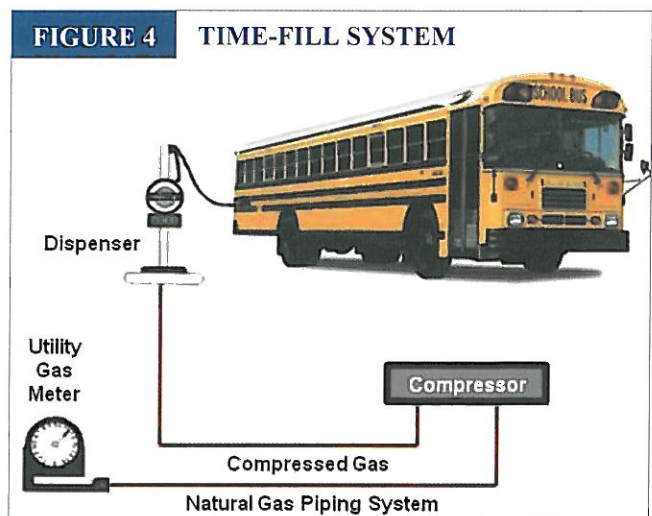 FIGURE 4 TIME-FILL SYSTEM
SCHOOL BUS
Dispenser
Utility
Gas
Meter
Compressor
Compressed Gas
Natural Gas Piping System